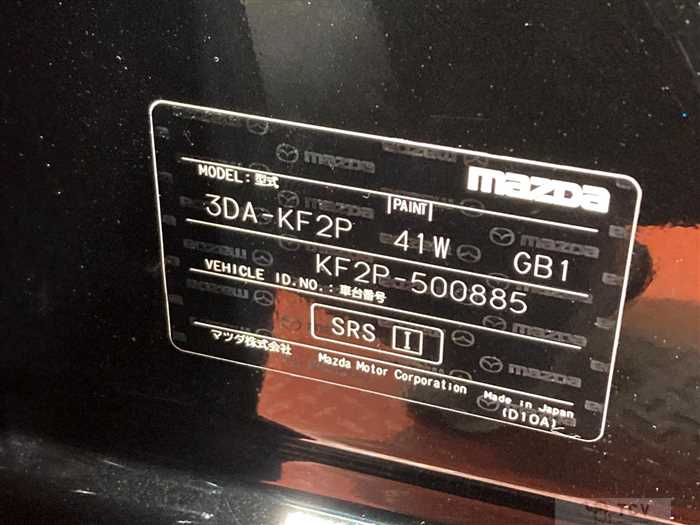 mazda
MODEL: 型式
PAINT
3DA-KF2P 41W GB1
KF2P-500885
VEHICLE ID.NO.: 車台番号
SRS I
マツダ株式会社 Mazda Motor Corporation Made in Japan
(D10A)